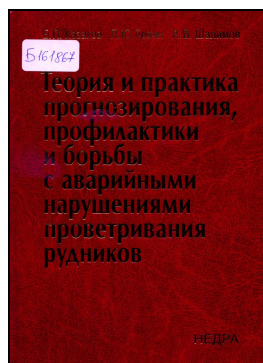 Б161867
Теория и практика
прогнозирования,
профилактики
и борьбы
с аварийными
нарушениями
проветривания
рудников
НЕДРА